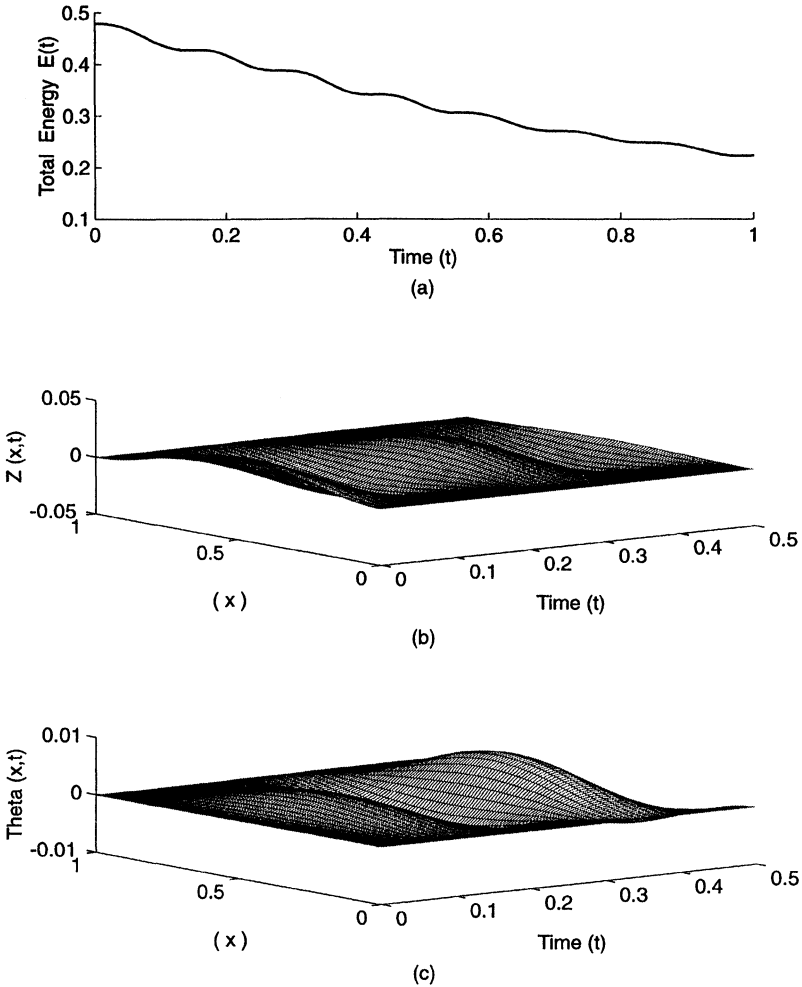 Total Energy E(t)
0.5
0.4
0.3
0.2
0.1
0 0.2 0.4 0.6 0.8 1
Time (t)
(a)
Z (x,t)
0.05
0
-0.05
1 0.5 0
0 0.1 0.2 0.3 0.4 0.5
( x )
Time (t)
(b)
Theta (x,t)
0.01
0
-0.01
1 0.5 0
0 0.1 0.2 0.3 0.4 0.5
( x )
Time (t)
(c)